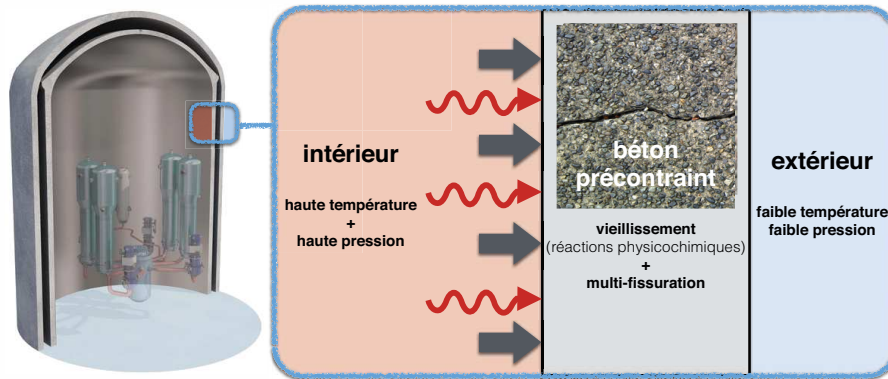 intérieur
haute température
+
haute pression
béton
précontraint
vieillissement
(réactions physicochimiques)
+
multi-fissuration
extérieur
faible température
faible pression